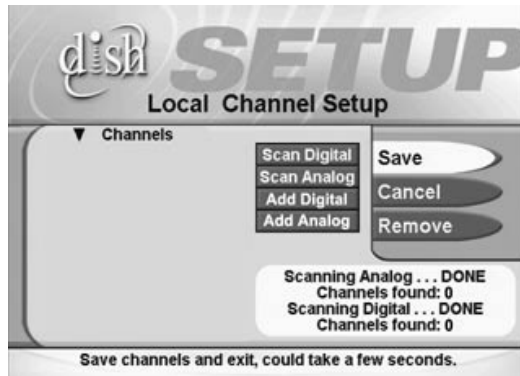 dish
SETUP
Local Channel Setup
▼ Channels
Scan Digital
Scan Analog
Add Digital
Add Analog
Save
Cancel
Remove
Scanning Analog . . . DONE
Channels found: 0
Scanning Digital . . . DONE
Channels found: 0
Save channels and exit, could take a few seconds.